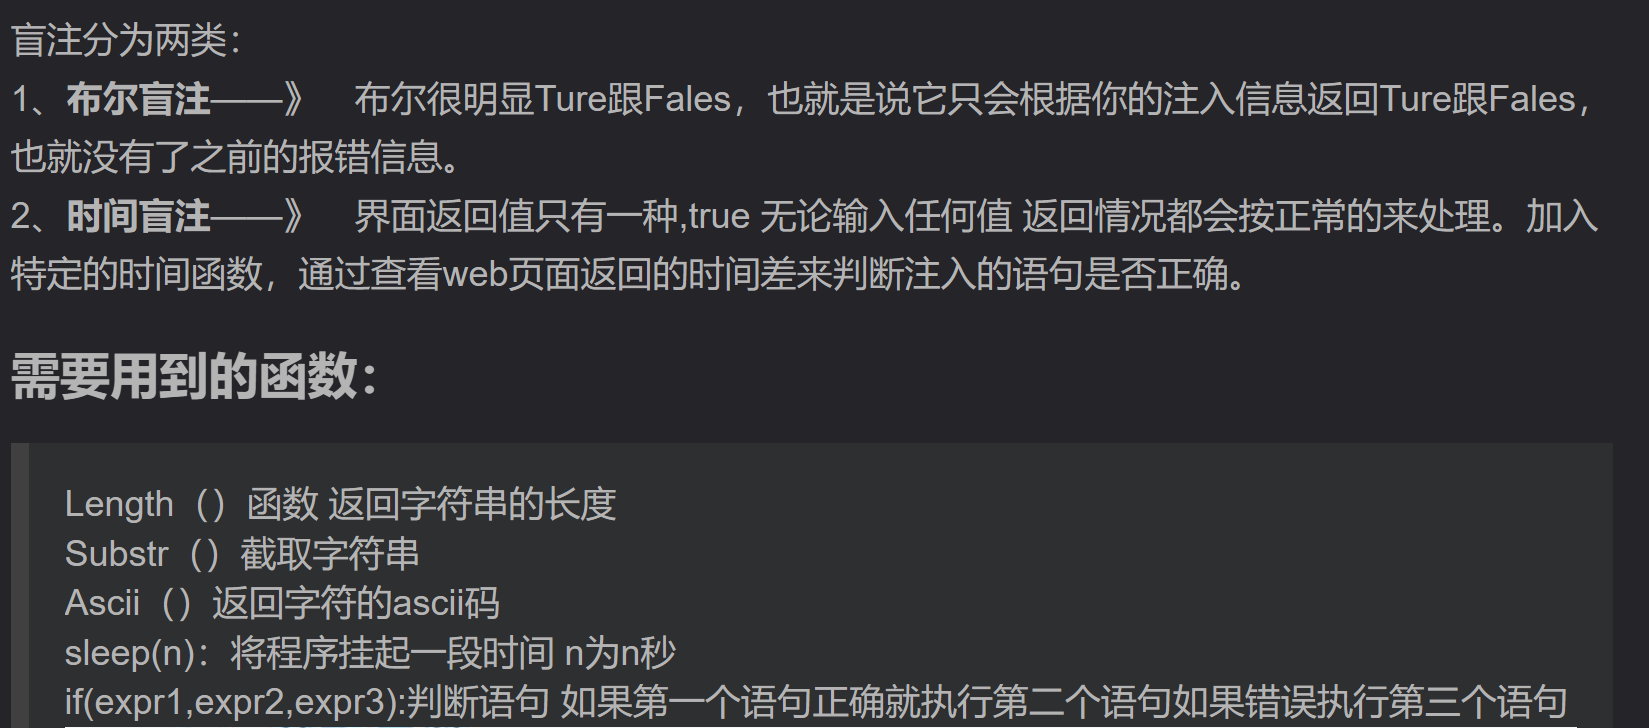 盲注分为两类：
1、布尔盲注——》 布尔很明显Ture跟Fales，也就是说它只会根据你的注入信息返回Ture跟Fales，
也就没有了之前的报错信息。
2、时间盲注——》 界面返回值只有一种,true 无论输入任何值 返回情况都会按正常的来处理。加入
特定的时间函数，通过查看web页面返回的时间差来判断注入的语句是否正确。
需要用到的函数：
Length（）函数 返回字符串的长度
Substr（）截取字符串
Ascii（）返回字符的ascii码
sleep(n)：将程序挂起一段时间 n为n秒
if(expr1,expr2,expr3):判断语句 如果第一个语句正确就执行第二个语句如果错误执行第三个语句